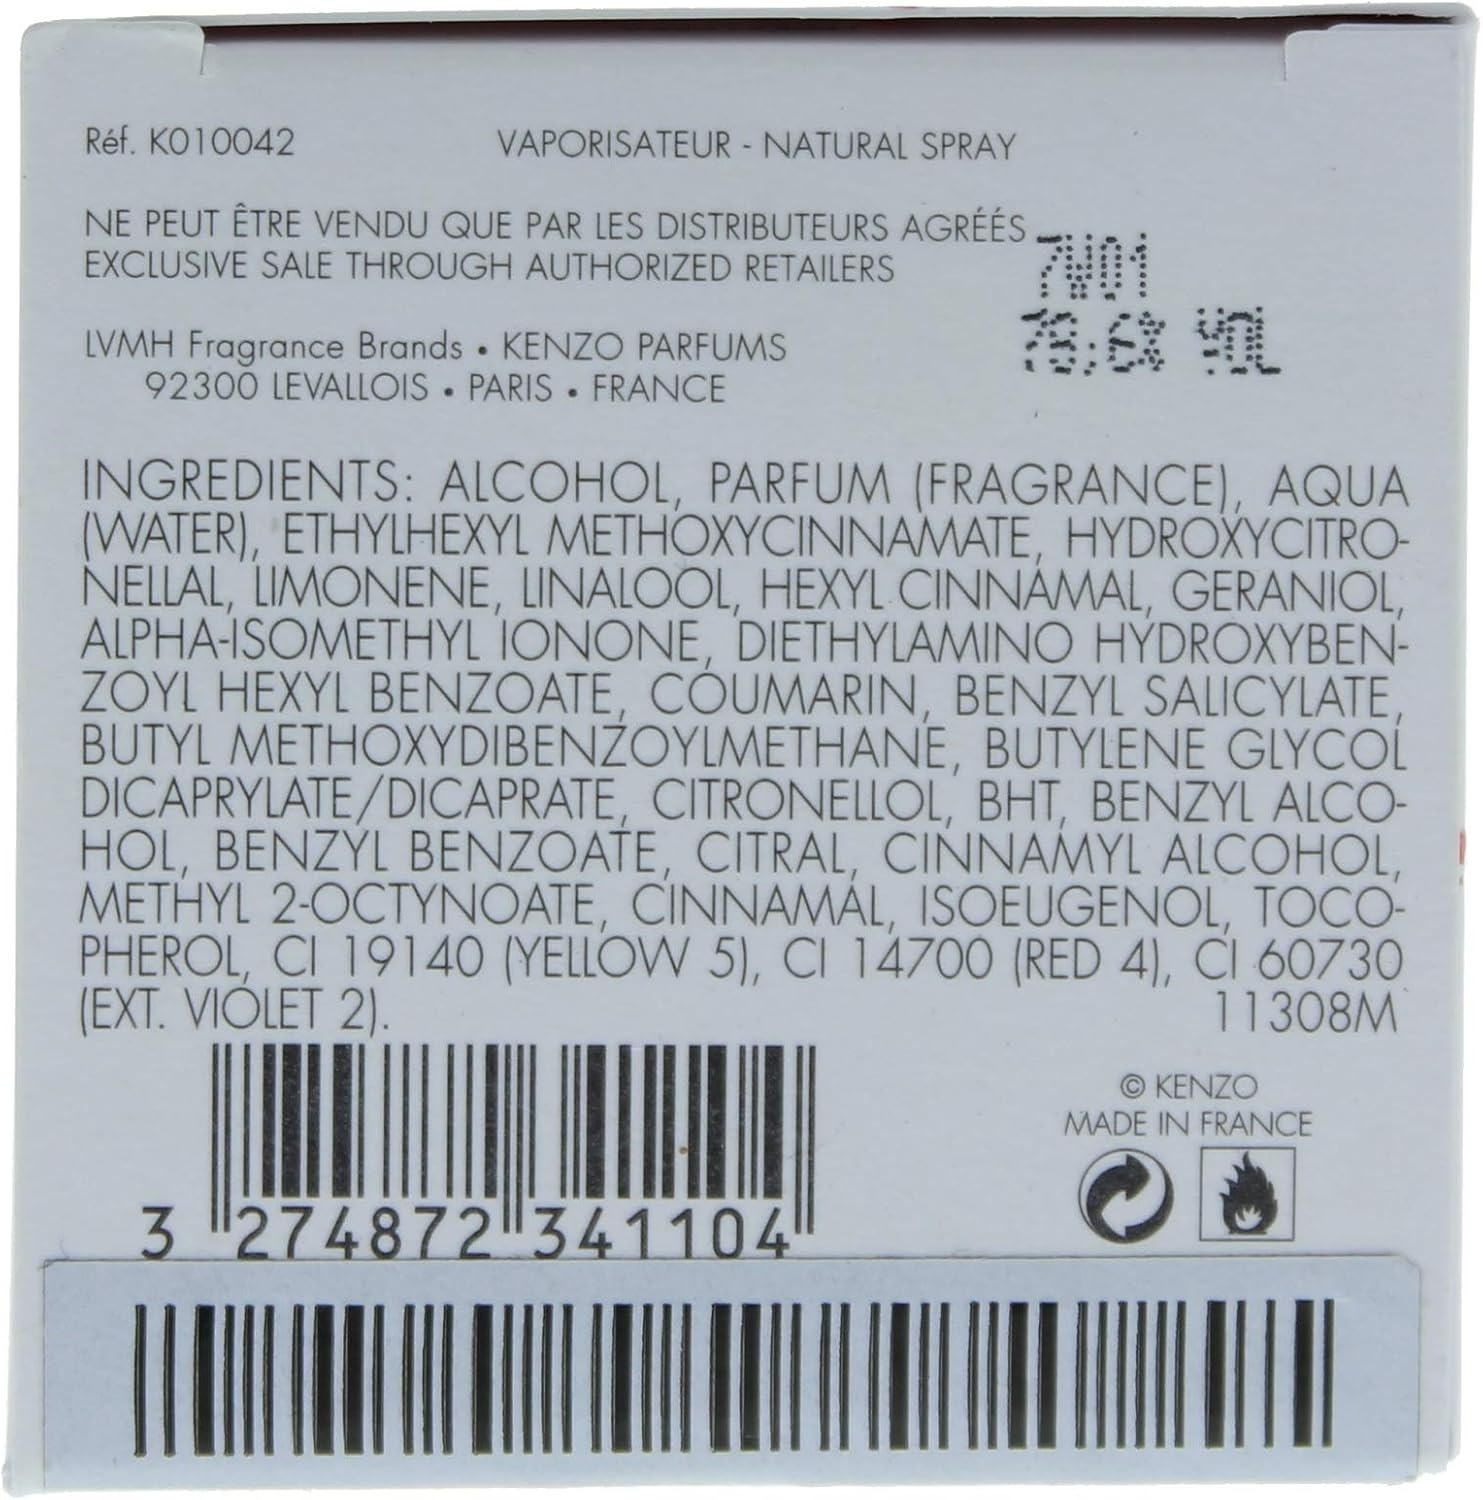 Réf. K010042 VAPORISATEUR - NATURAL SPRAY
NE PEUT ÊTRE VENDU QUE PAR LES DISTRIBUTEURS AGRÉÉS
EXCLUSIVE SALE THROUGH AUTHORIZED RETAILERS
7W01
78,6% VOL
LVMH Fragrance Brands • KENZO PARFUMS
92300 LEVALLOIS • PARIS • FRANCE
INGREDIENTS: ALCOHOL, PARFUM (FRAGRANCE), AQUA
(WATER), ETHYLHEXYL METHOXYCINNAMATE, HYDROXYCITRO-
NELLAL, LIMONENE, LINALOOL, HEXYL CINNAMAL, GERANIOL,
ALPHA-ISOMETHYL IONONE, DIETHYLAMINO HYDROXYBEN-
ZOYL HEXYL BENZOATE, COUMARIN, BENZYL SALICYLATE,
BUTYL METHOXYDIBENZOYLMETHANE, BUTYLENE GLYCOL
DICAPRYLATE/DICAPRATE, CITRONELLOL, BHT, BENZYL ALCO-
HOL, BENZYL BENZOATE, CITRAL, CINNAMYL ALCOHOL,
METHYL 2-OCTYNOATE, CINNAMAL, ISOEUGENOL, TOCO-
PHEROL, CI 19140 (YELLOW 5), CI 14700 (RED 4), CI 60730
(EXT. VIOLET 2). 11308M
© KENZO
MADE IN FRANCE
3 274872 341104